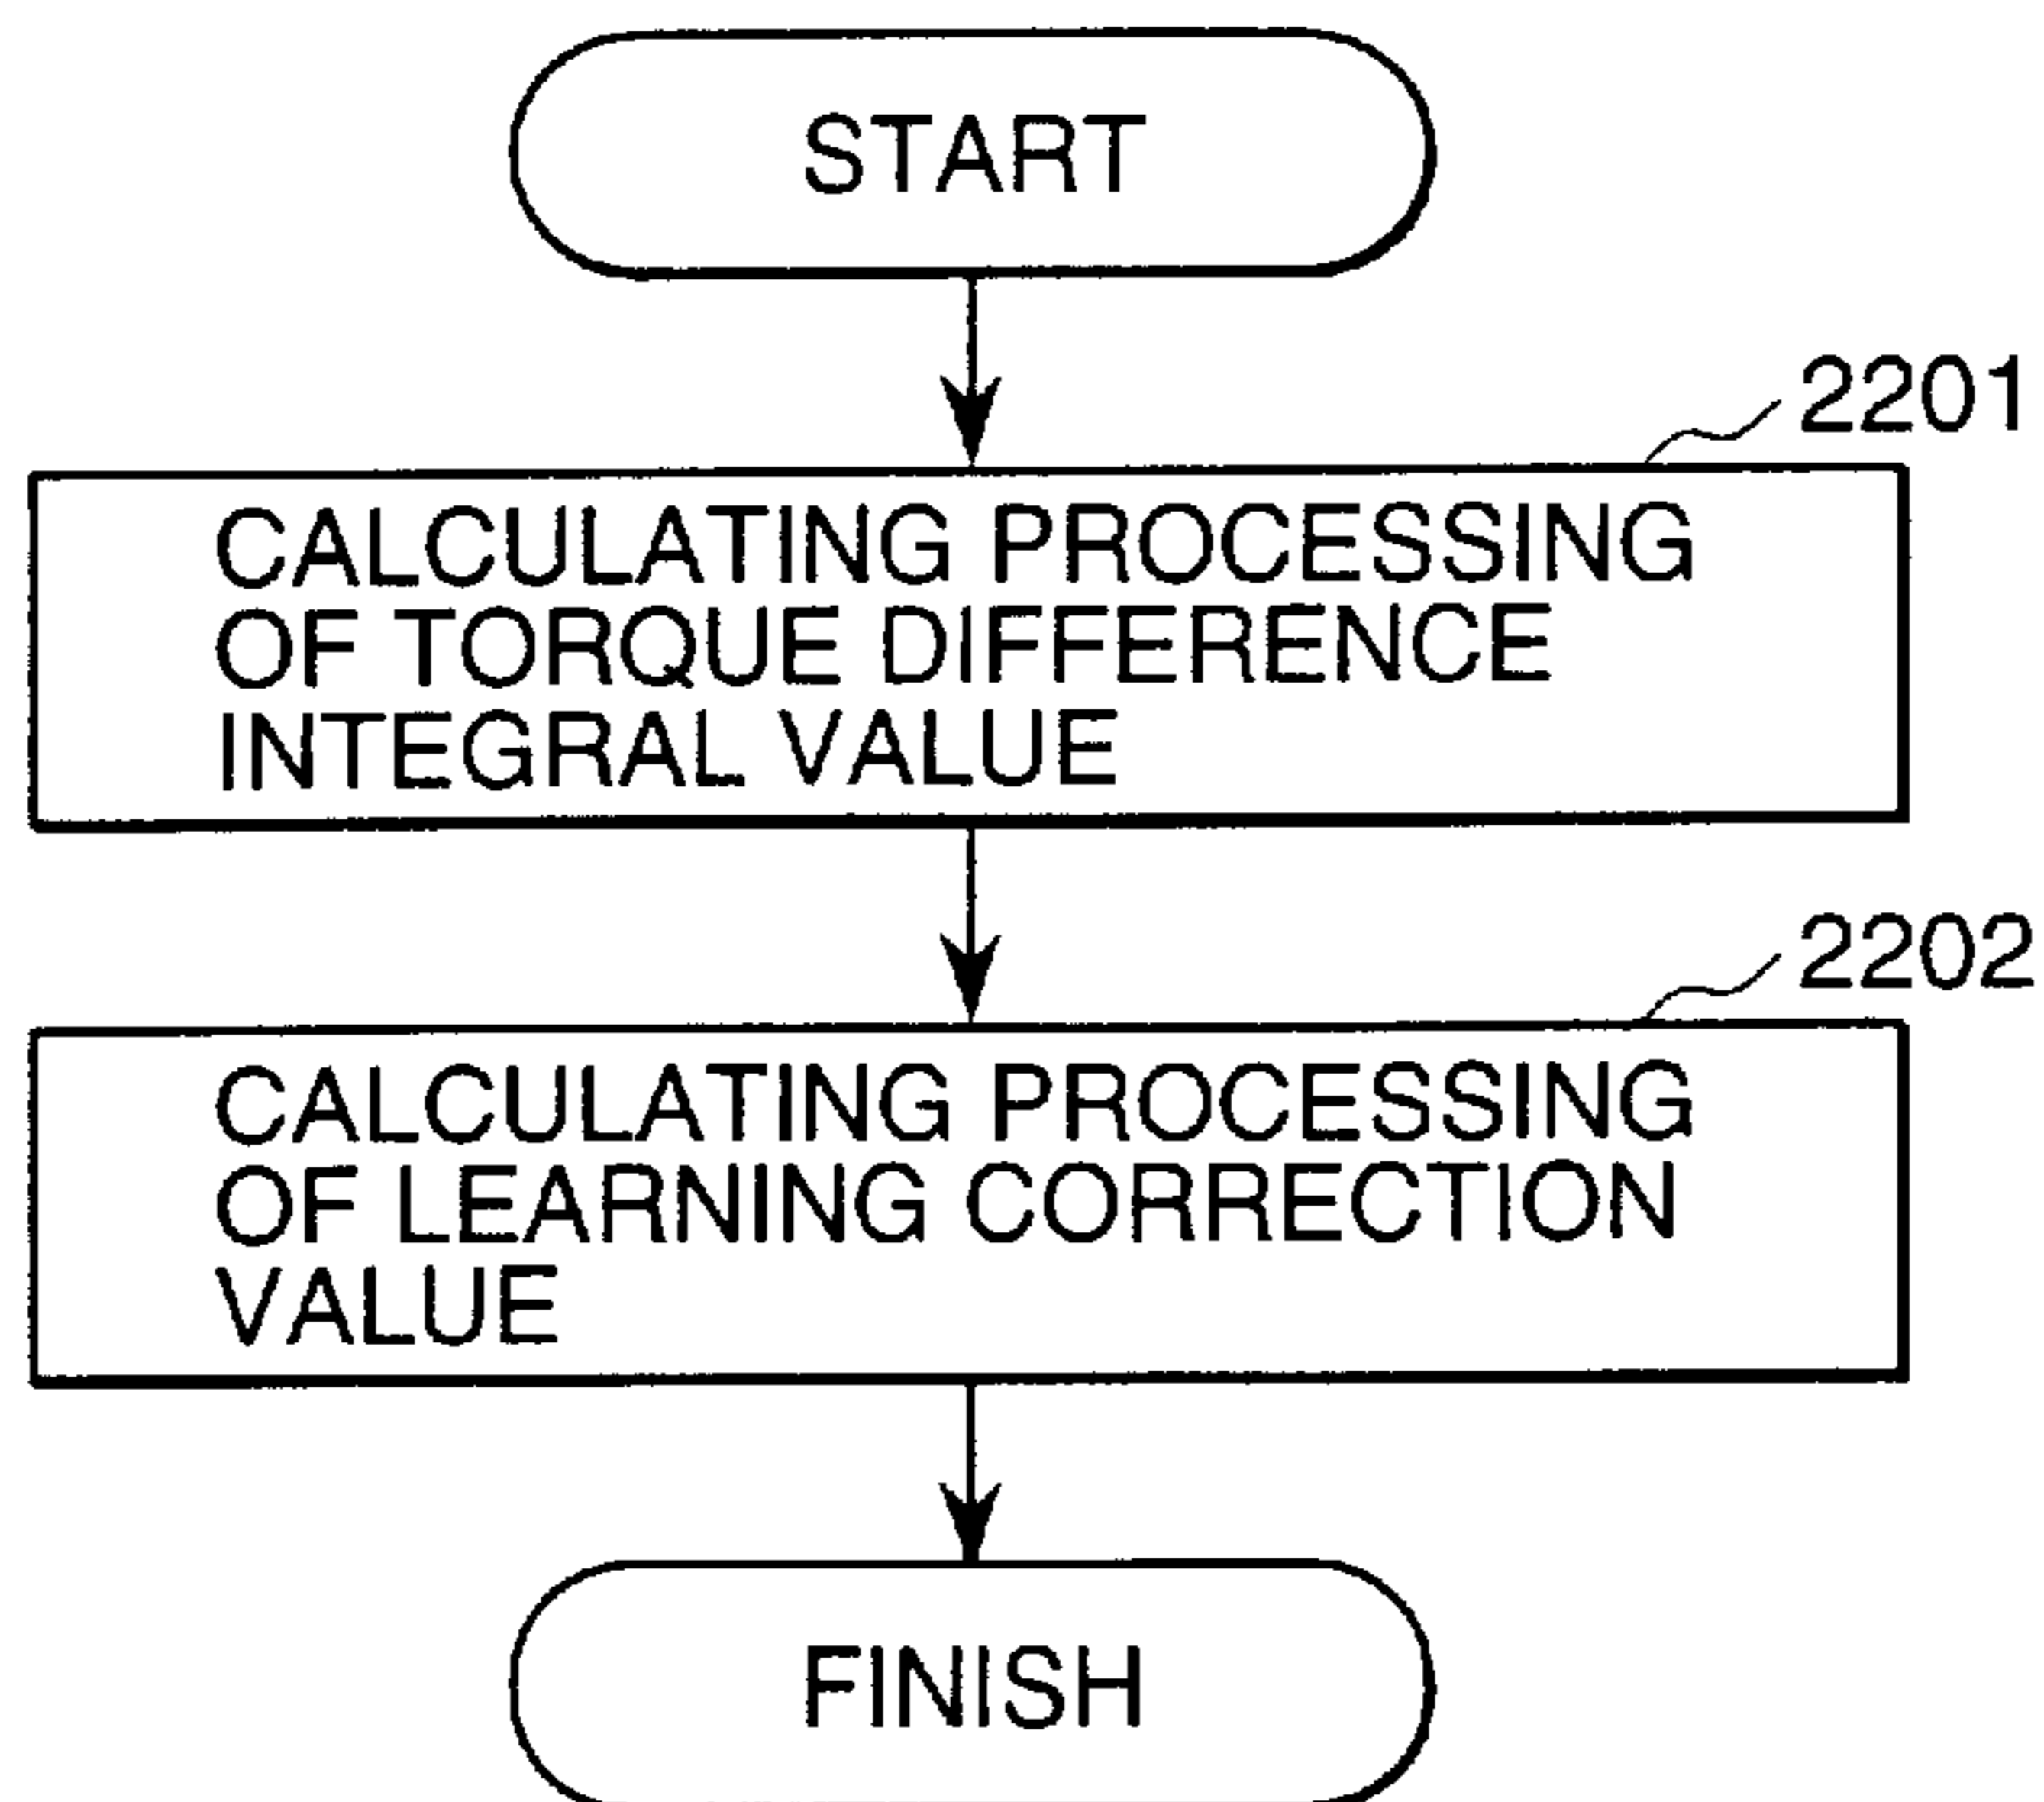 START
2201
CALCULATING PROCESSING
OF TORQUE DIFFERENCE
INTEGRAL VALUE
2202
CALCULATING PROCESSING
OF LEARNING CORRECTION
VALUE
FINISH